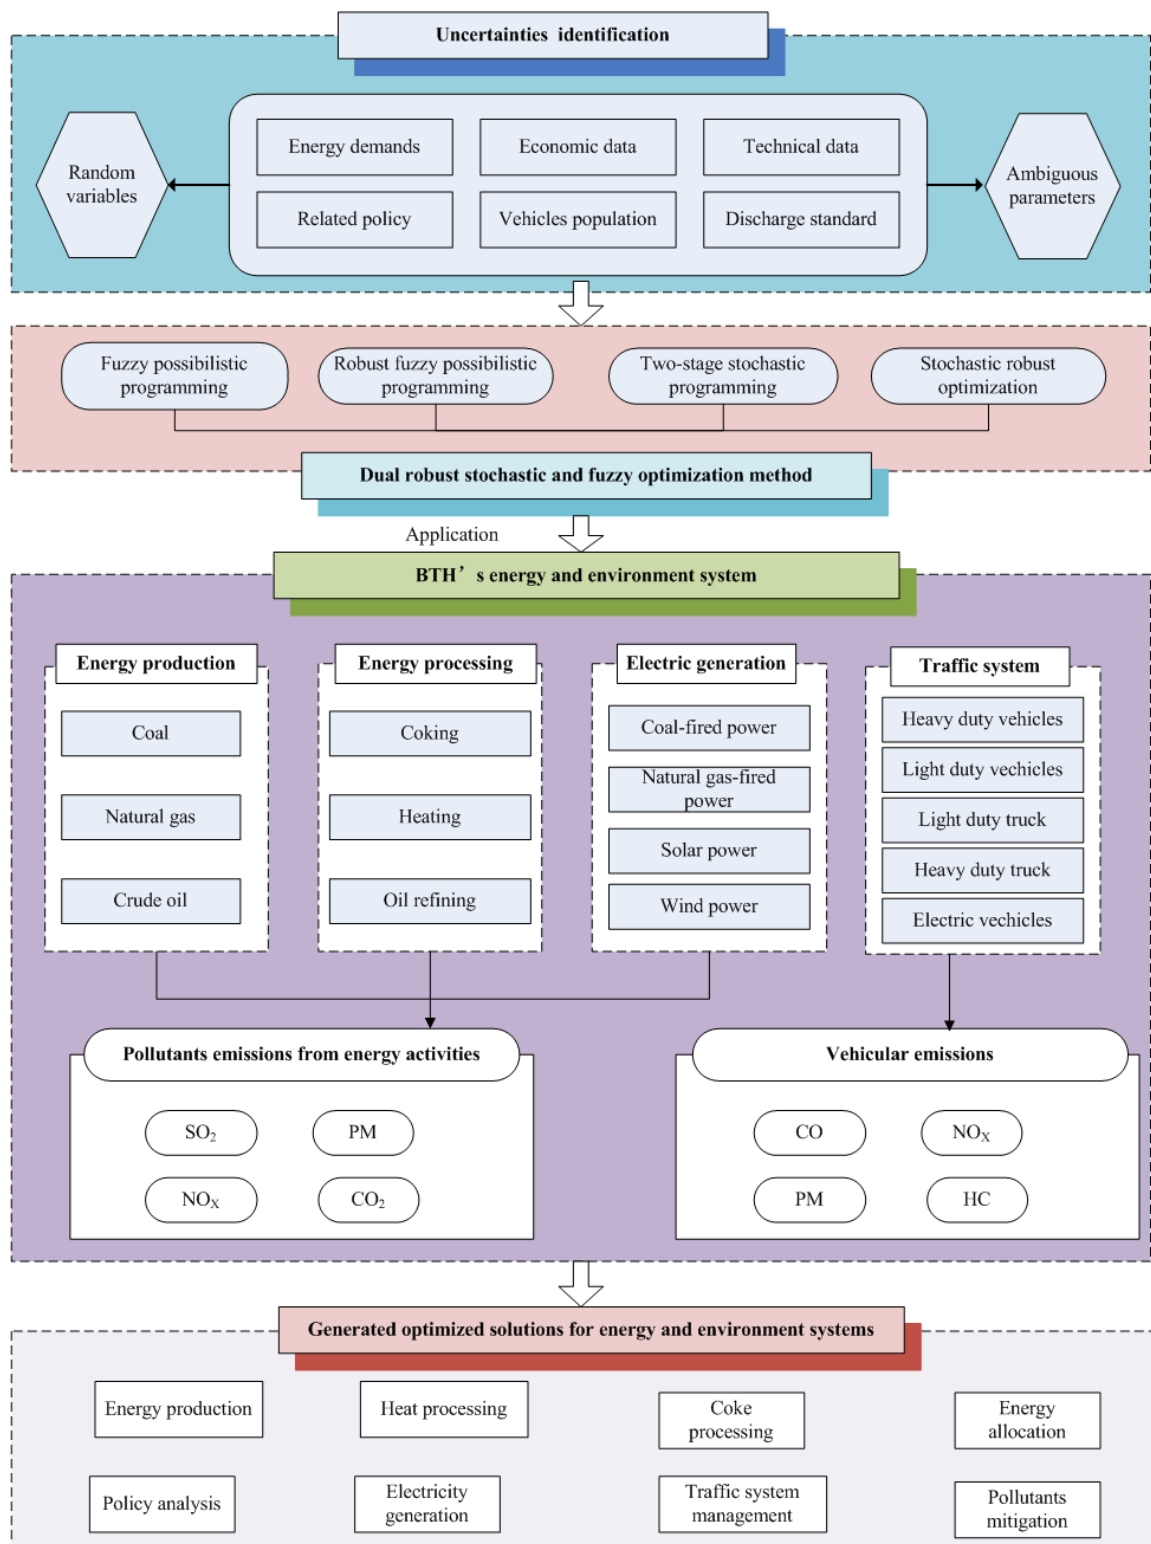 Uncertainties identification
Random
variables
Energy demands
Economic data
Technical data
Related policy
Vehicles population
Discharge standard
Ambiguous
parameters
Fuzzy possibilistic
programming
Robust fuzzy possibilistic
programming
Two-stage stochastic
programming
Stochastic robust
optimization
Dual robust stochastic and fuzzy optimization method
Application
BTH’ s energy and environment system
Energy production
Coal
Natural gas
Crude oil
Energy processing
Coking
Heating
Oil refining
Electric generation
Coal-fired power
Natural gas-fired
power
Solar power
Wind power
Traffic system
Heavy duty vehicles
Light duty vechicles
Light duty truck
Heavy duty truck
Electric vechicles
Pollutants emissions from energy activities
SO₂
PM
NOX
CO₂
Vehicular emissions
CO
NOX
PM
HC
Generated optimized solutions for energy and environment systems
Energy production
Heat processing
Coke
processing
Energy
allocation
Policy analysis
Electricity
generation
Traffic system
management
Pollutants
mitigation